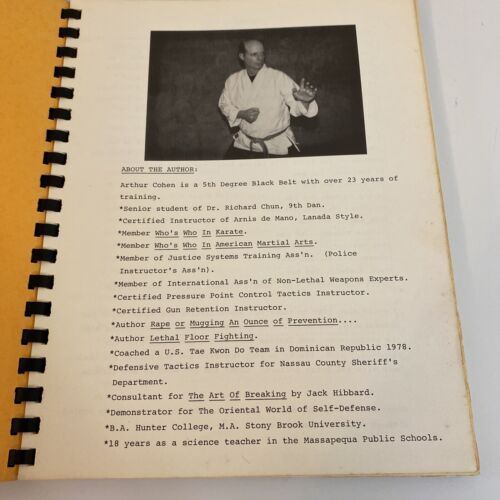 ABOUT THE AUTHOR:
Arthur Cohen is a 5th Degree Black Belt with over 23 years of
training.
*Senior student of Dr. Richard Chun, 9th Dan.
*Certified Instructor of Arnis de Mano, Lanada Style.
*Member Who's Who In Karate.
*Member Who's Who In American Martial Arts.
*Member of Justice Systems Training Ass'n. (Police
Instructor's Ass'n).
*Member of International Ass'n of Non-Lethal Weapons Experts.
*Certified Pressure Point Control Tactics Instructor.
*Certified Gun Retention Instructor.
*Author Rape or Mugging An Ounce of Prevention....
*Author Lethal Floor Fighting.
*Coached a U.S. Tae Kwon Do Team in Dominican Republic 1978.
*Defensive Tactics Instructor for Nassau County Sheriff's
Department.
*Consultant for The Art Of Breaking by Jack Hibbard.
*Demonstrator for The Oriental World of Self-Defense.
*B.A. Hunter College, M.A. Stony Brook University.
*18 years as a science teacher in the Massapequa Public Schools.